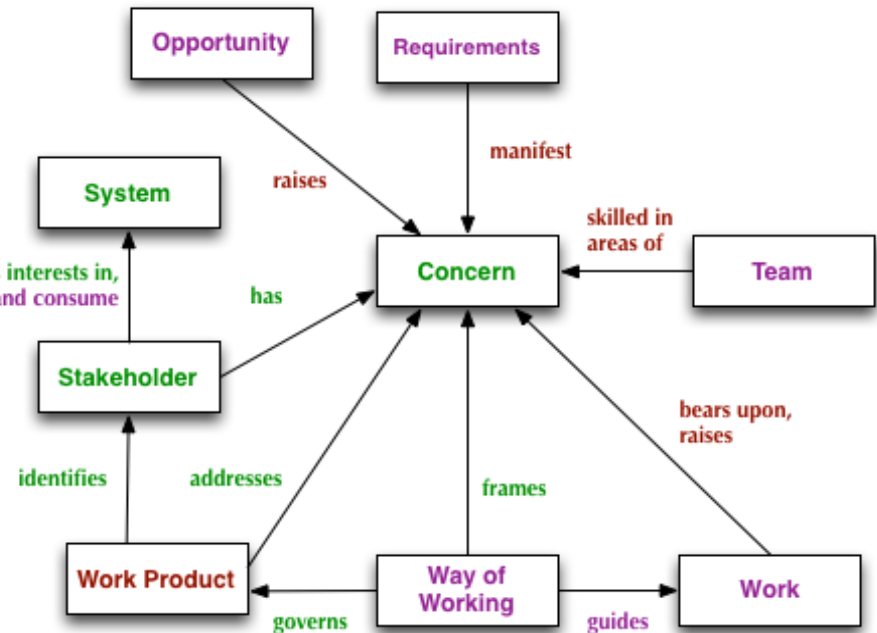 Opportunity
Requirements
raises
manifest
System
skilled in
areas of
interests in,
and consume
has
Concern
Team
Stakeholder
bears upon,
raises
identifies
addresses
frames
Work Product
Way of
Working
Work
governs
guides